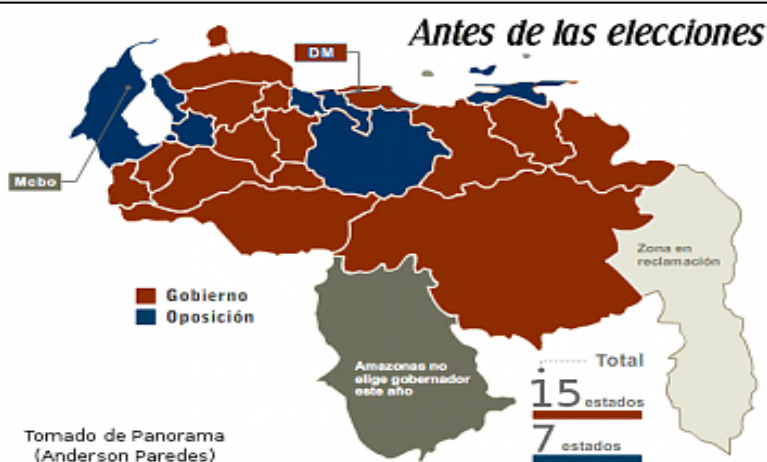 Antes de las elecciones
DM
Mcbo
Zona en
reclamación
Gobierno
Oposición
Amazonas no
elige gobernador
este año
Total
15 estados
7 estados
Tomado de Panorama
(Anderson Paredes)